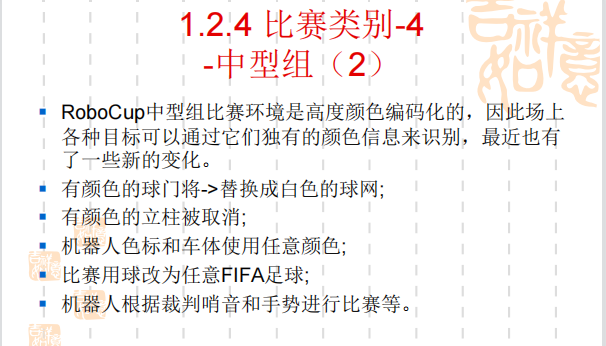 1.2.4 比赛类别-4
-中型组（2）
RoboCup中型组比赛环境是高度颜色编码化的，因此场上
各种目标可以通过它们独有的颜色信息来识别，最近也有
了一些新的变化。
有颜色的球门将->替换成白色的球网;
有颜色的立柱被取消;
机器人色标和车体使用任意颜色;
比赛用球改为任意FIFA足球;
机器人根据裁判哨音和手势进行比赛等。
吉祥如意